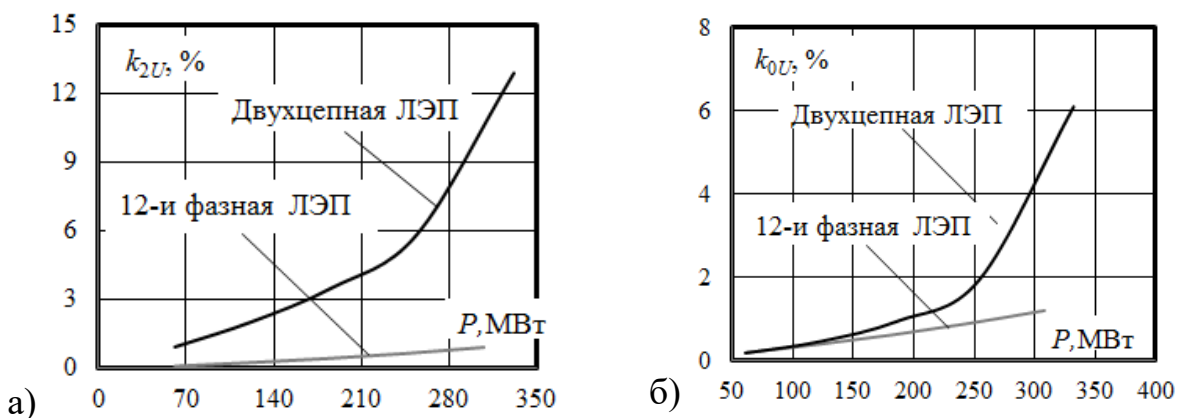 15
k2U, %
12
Двухцепная ЛЭП
9
12-и фазная ЛЭП
6
3
P,МВт
0
а)
0 70 140 210 280 350
8
k0U, %
6
Двухцепная ЛЭП
4
12-и фазная ЛЭП
2
P,МВт
0
б)
50 100 150 200 250 300 350 400